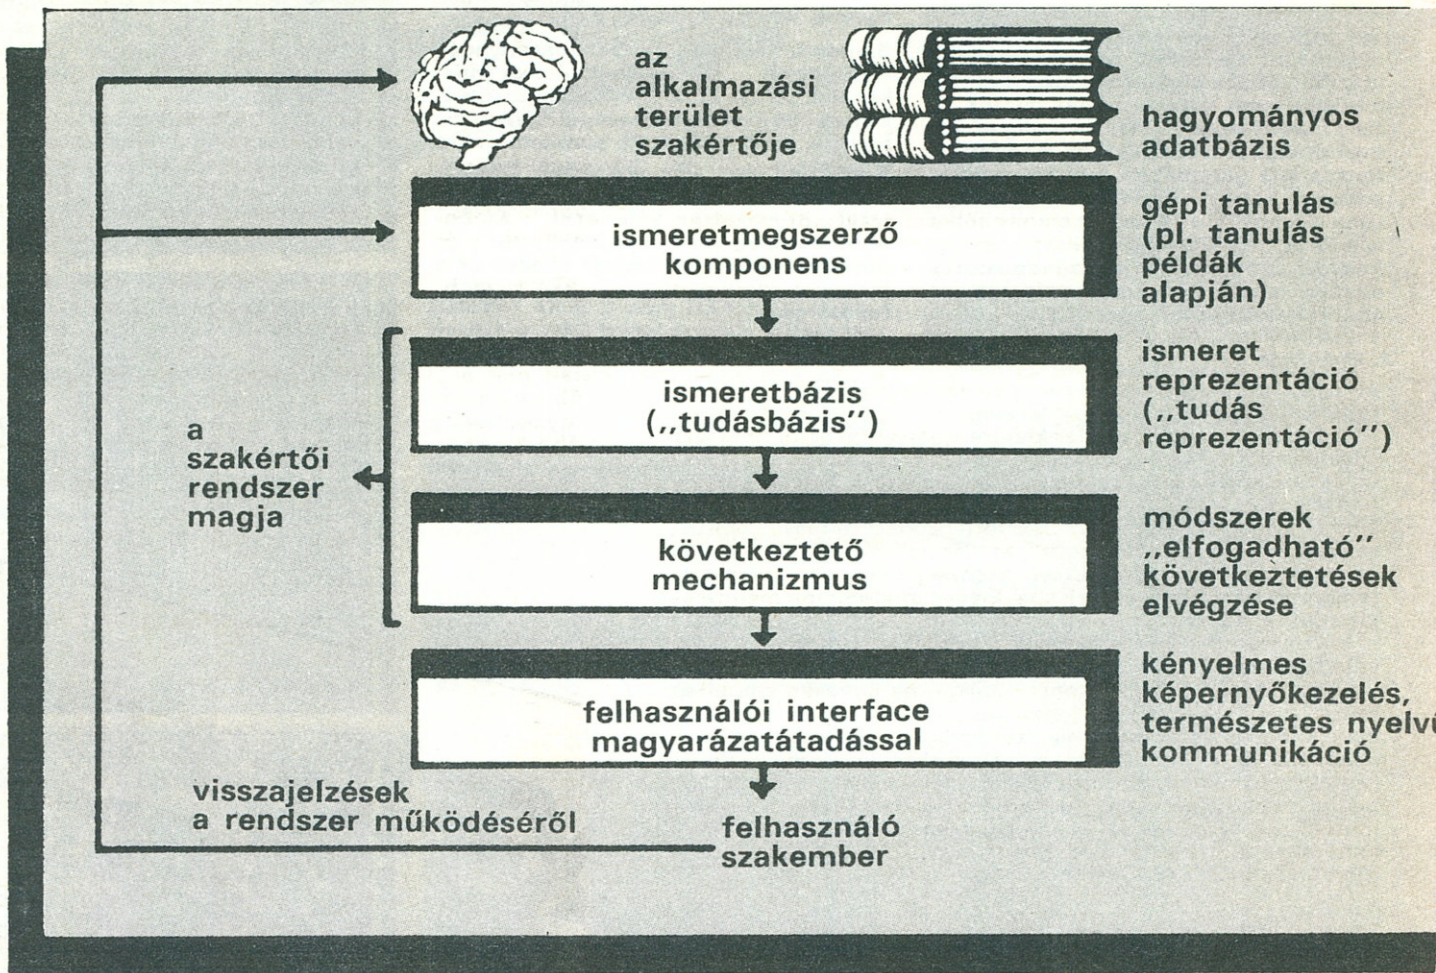 az
alkalmazási
terület
szakértője
hagyományos
adatbázis
ismeretmegszerző
komponens
gépi tanulás
(pl. tanulás
példák
alapján)
ismeretbázis
(„tudásbázis”)
ismeret
reprezentáció
(„tudás
reprezentáció”)
a
szakértői
rendszer
magja
következtető
mechanizmus
módszerek
„elfogadható”
következtetések
elvégzése
felhasználói interface
magyarázatátadással
kényelmes
képernyőkezelés,
természetes nyelvű
kommunikáció
visszajelzések
a rendszer működéséről
felhasználó
szakember